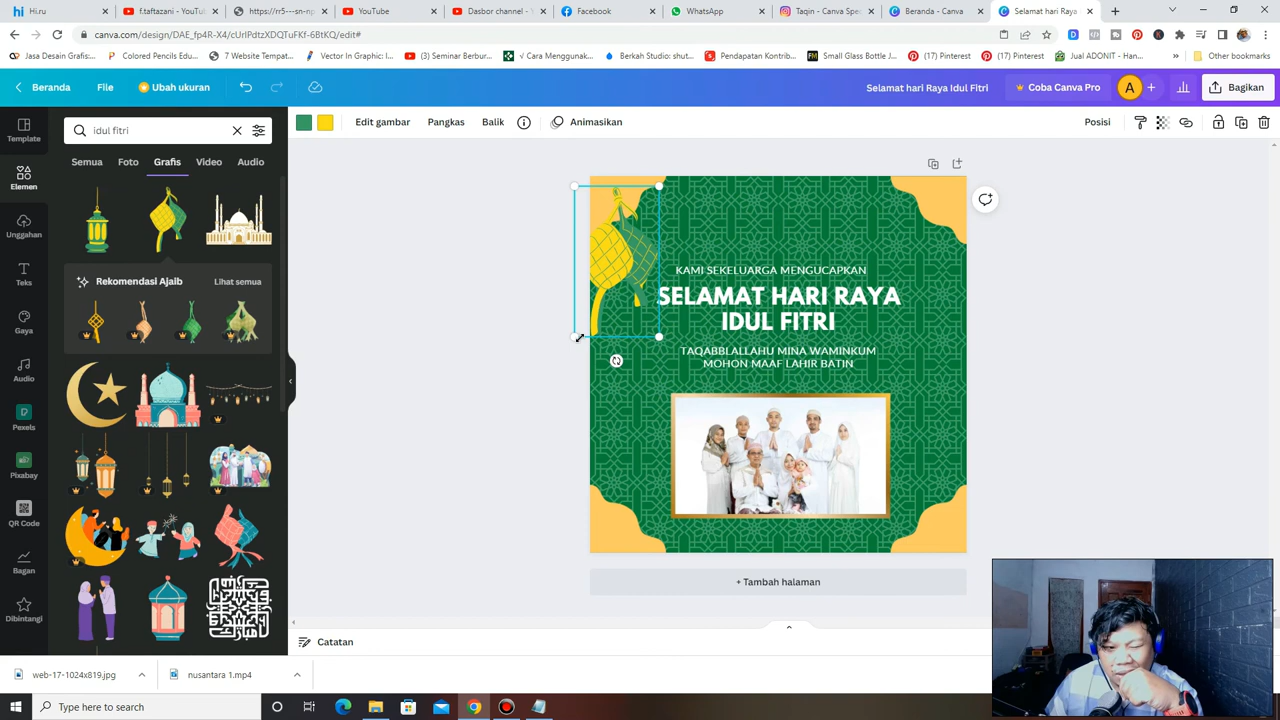 Hi.ru
f.taftazani - YouTu
https://rr5---sn-np
YouTube
Dasbor channel - Y
Facebook
WhatsApp
Taqin - Canva Spe
Beranda - Canva
Selamat hari Raya
canva.com/design/DAE_fp4R-X4/cUrlPdtzXDQTuFKf-6BtKQ/edit#
Jasa Desain Grafis:...
Colored Pencils Edu...
7 Website Tempat...
Vector In Graphic: I...
(3) Seminar Berbur...
√ Cara Menggunak...
Berkah Studio: shut...
Pendapatan Kontrib...
Small Glass Bottle J...
(17) Pinterest
(17) Pinterest
Jual ADONIT - Han...
Other bookmarks
Beranda
File
Ubah ukuran
Selamat hari Raya Idul Fitri
Coba Canva Pro
A
Bagikan
Template
Elemen
Unggahan
Teks
Gaya
Audio
Pexels
Pixabay
QR Code
Bagan
Dibintangi
idul fitri
Semua
Foto
Grafis
Video
Audio
Rekomendasi Ajaib
Lihat semua
Edit gambar
Pangkas
Balik
Animasikan
Posisi
KAMI SEKELUARGA MENGUCAPKAN
SELAMAT HARI RAYA
IDUL FITRI
TAQABBLALLAHU MINA WAMINKUM
MOHON MAAF LAHIR BATIN
+ Tambah halaman
Catatan
web-17-1024x819.jpg
nusantara 1.mp4
Type here to search